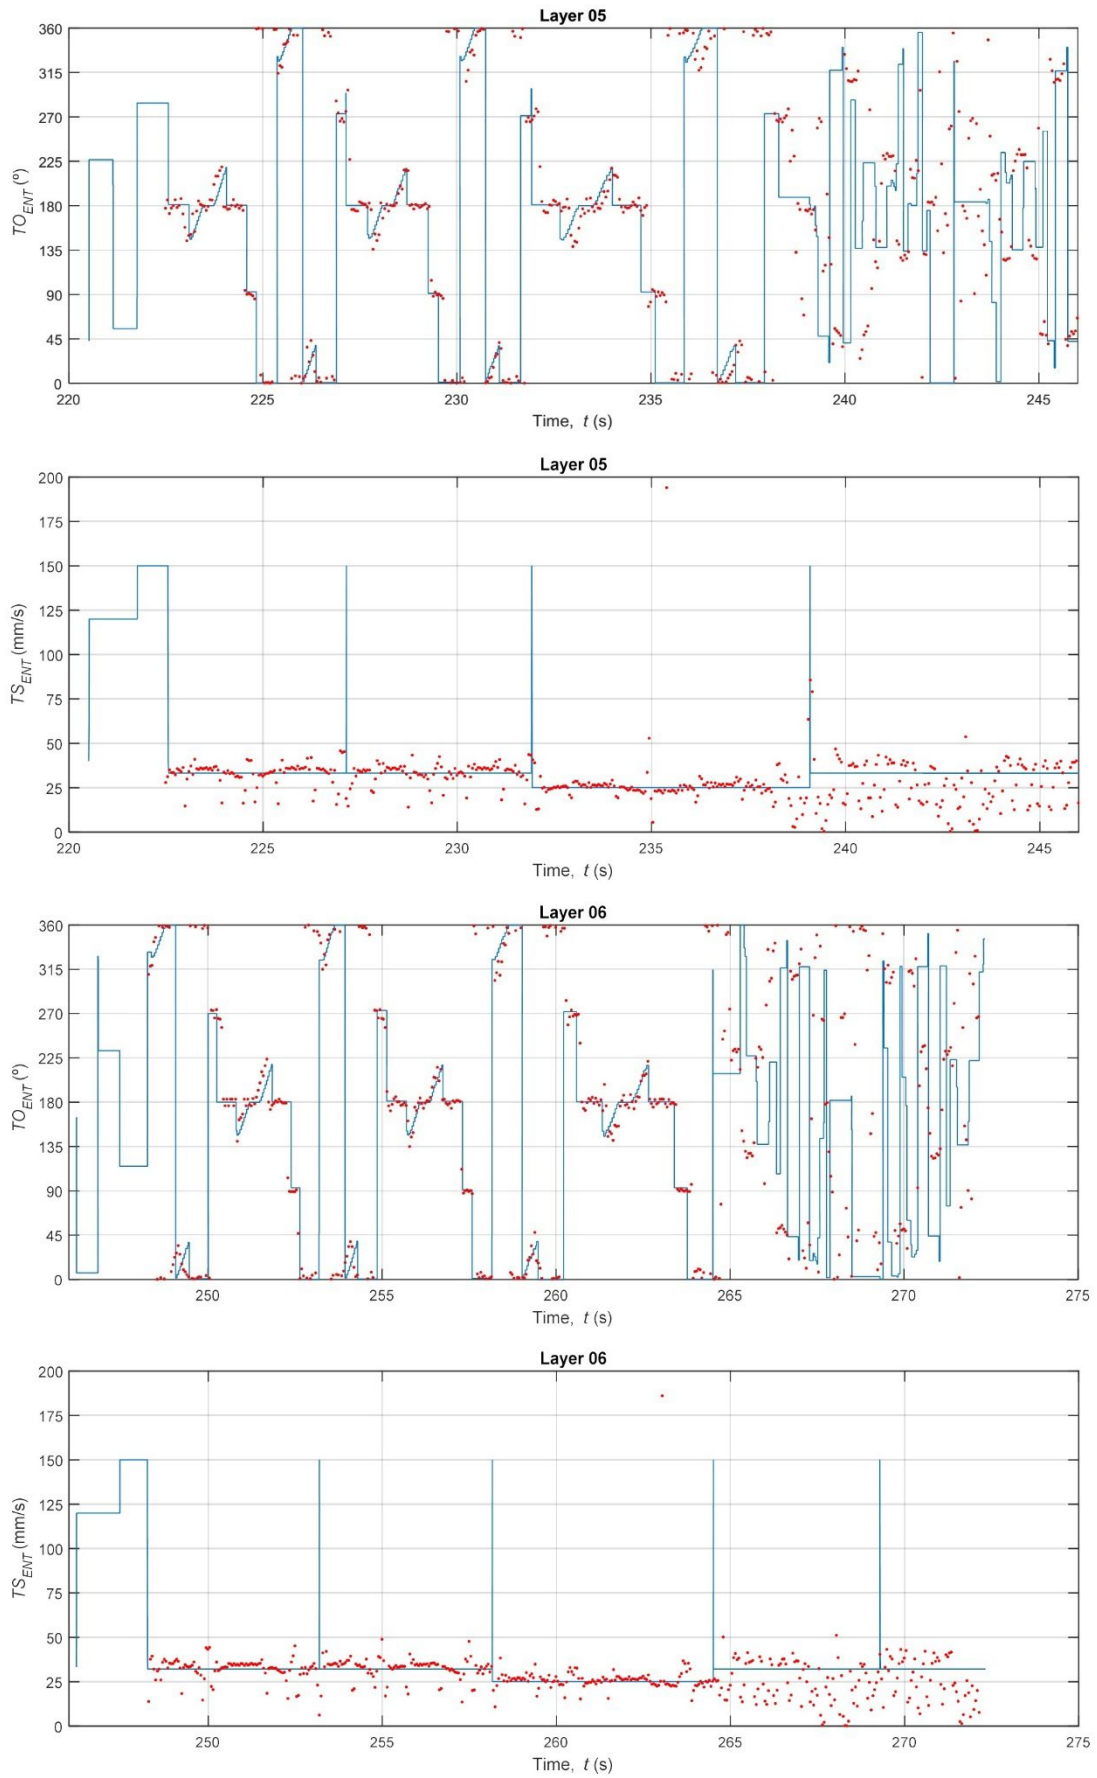 Layer 05
360
315
270
225
180
135
90
45
0
TO_ENT (º)
220 225 230 235 240 245
Time, t (s)
Layer 05
200
175
150
125
100
75
50
25
0
TS_ENT (mm/s)
220 225 230 235 240 245
Time, t (s)
Layer 06
360
315
270
225
180
135
90
45
0
TO_ENT (º)
250 255 260 265 270 275
Time, t (s)
Layer 06
200
175
150
125
100
75
50
25
0
TS_ENT (mm/s)
250 255 260 265 270 275
Time, t (s)